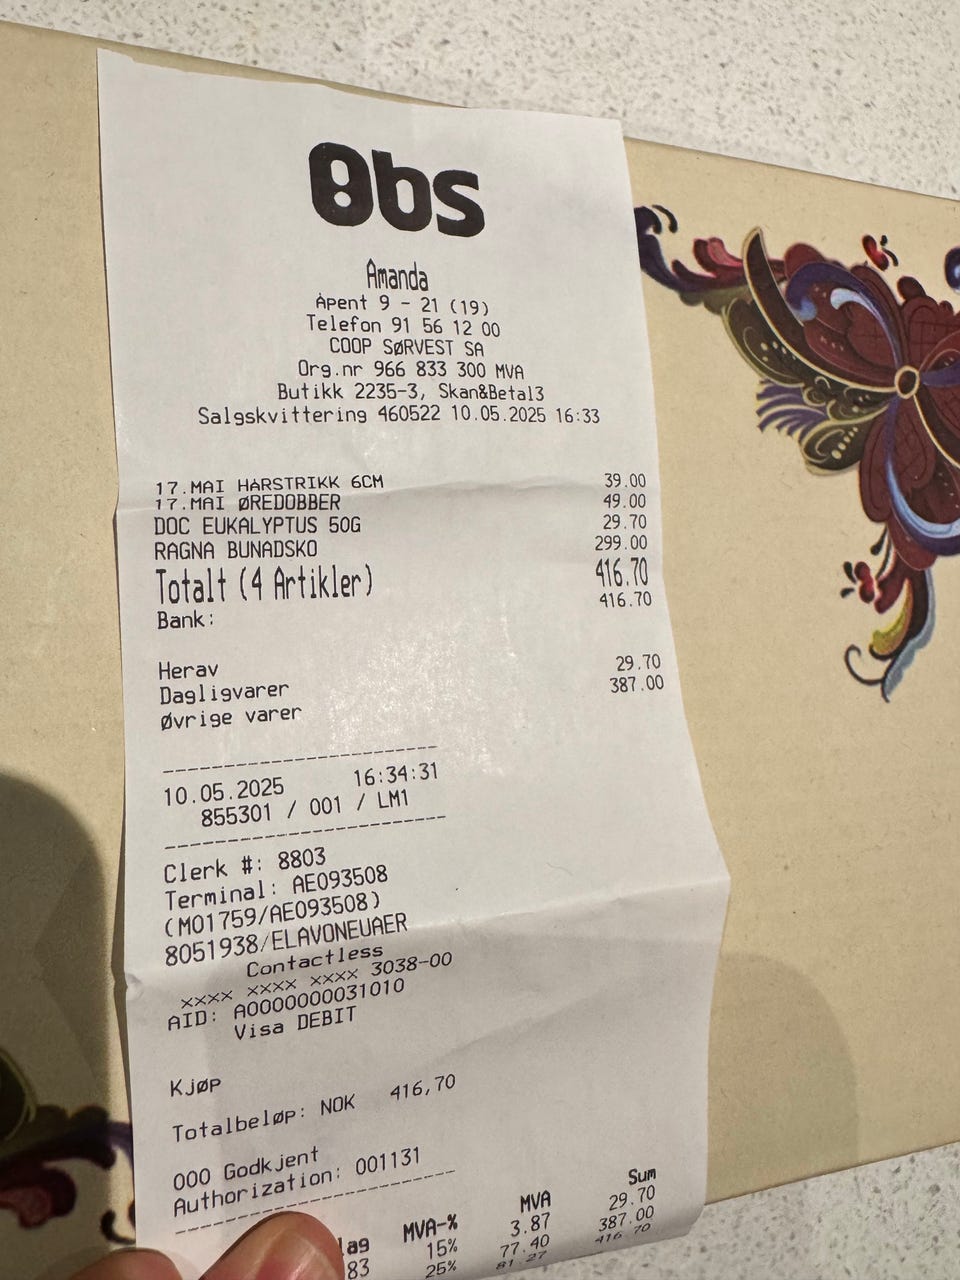 Obs
Amanda
Åpent 9 - 21 (19)
Telefon 91 56 12 00
COOP SØRVEST SA
Org.nr 966 833 300 MVA
Butikk 2235-3, Skan&Betal3
Salgskvittering 460522 10.05.2025 16:33
17.MAI HÅRSTRIKK 6CM 39.00
17.MAI ØREDOBBER 49.00
DOC EUKALYPTUS 50G 29.70
RAGNA BUNADSKO 299.00
Totalt (4 Artikler) 416.70
Bank: 416.70
Herav
Dagligvarer 29.70
Øvrige varer 387.00
10.05.2025 16:34:31
855301 / 001 / LM1
Clerk #: 8803
Terminal: AE093508
(M01759/AE093508)
8051938/ELAVONEUAER
Contactless
xxxx xxxx xxxx 3038-00
AID: A0000000031010
Visa DEBIT
Kjøp
Totalbeløp: NOK 416,70
000 Godkjent
Authorization: 001131
lag MVA-% MVA Sum
83 15% 3.87 29.70
25% 77.40 387.00
81.27 416.70